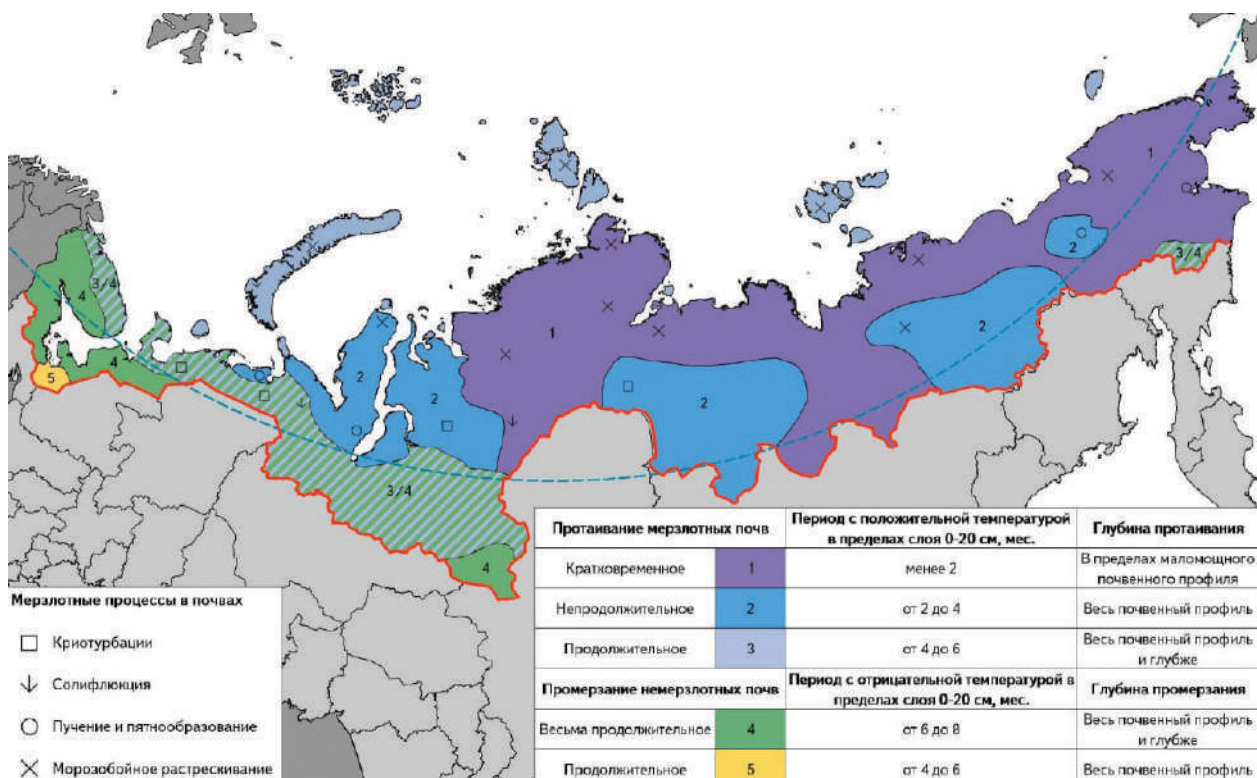 1
1
2
2
3/4
4
3/4
2
2
4
5
2
3/4
4
Мерзлотные процессы в почвах
Криотурбации
Солифлюкция
Пучение и пятнообразование
Морозобойное растрескивание
Протаивание мерзлотных почв
Период с положительной температурой
в пределах слоя 0-20 см, мес.
Глубина протаивания
Кратковременное
1
менее 2
В пределах маломощного
почвенного профиля
Непродолжительное
2
от 2 до 4
Весь почвенный профиль
Продолжительное
3
от 4 до 6
Весь почвенный профиль
и глубже
Промерзание немерзлотных почв
Период с отрицательной температурой в
пределах слоя 0-20 см, мес.
Глубина промерзания
Весьма продолжительное
4
от 6 до 8
Весь почвенный профиль
и глубже
Продолжительное
5
от 4 до 6
Весь почвенный профиль